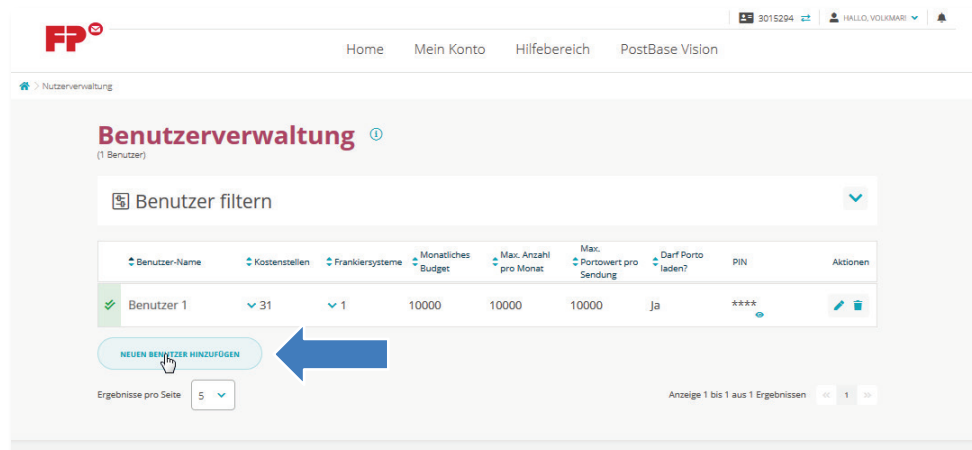 3015294
HALLO, VOLKMAR!
FP
Home Mein Konto Hilfebereich PostBase Vision
Nutzerverwaltung
Benutzerverwaltung
(1 Benutzer)
Benutzer filtern
Benutzer-Name Kostenstellen Frankiersysteme Monatliches Budget Max. Anzahl pro Monat Max. Portowert pro Sendung Darf Porto laden? PIN Aktionen
Benutzer 1 31 1 10000 10000 10000 Ja ****
NEUEN BENUTZER HINZUFÜGEN
Ergebnisse pro Seite 5 Anzeige 1 bis 1 aus 1 Ergebnissen « 1 »